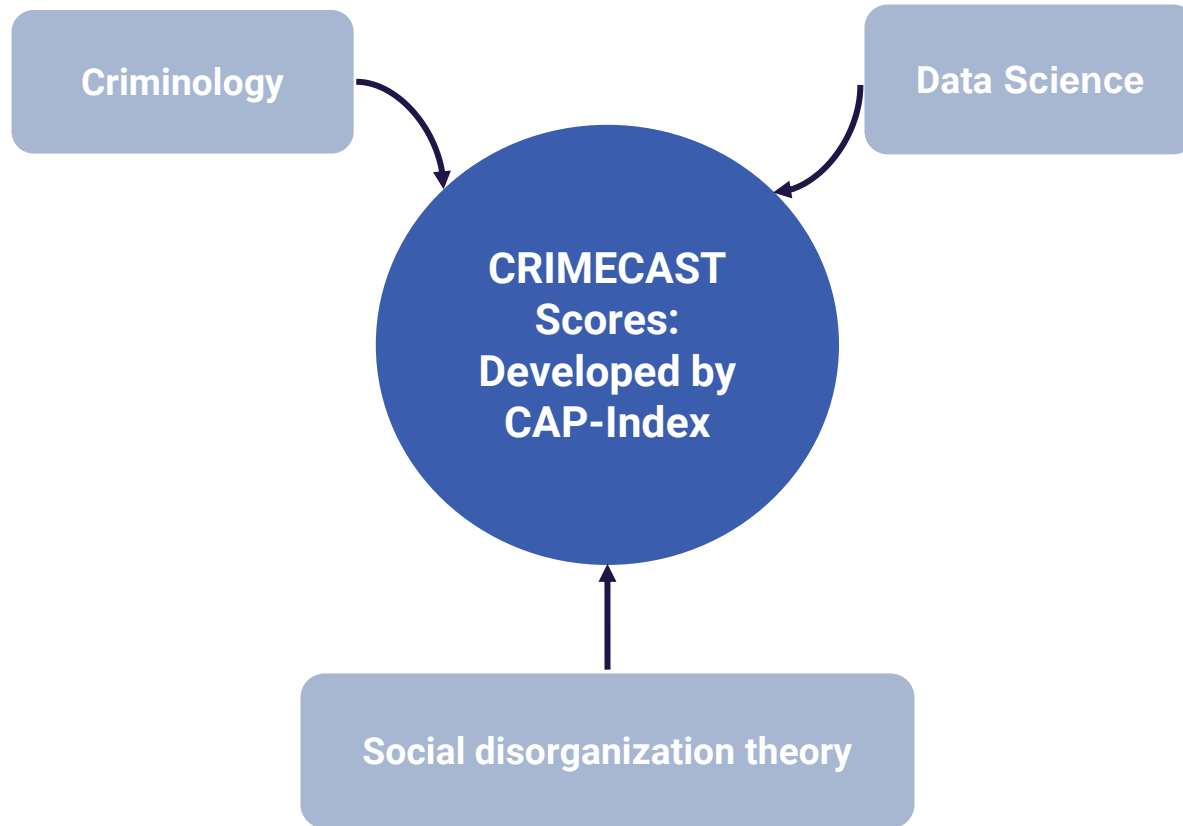 Criminology
Data Science
CRIMECAST
Scores:
Developed by
CAP-Index
Social disorganization theory